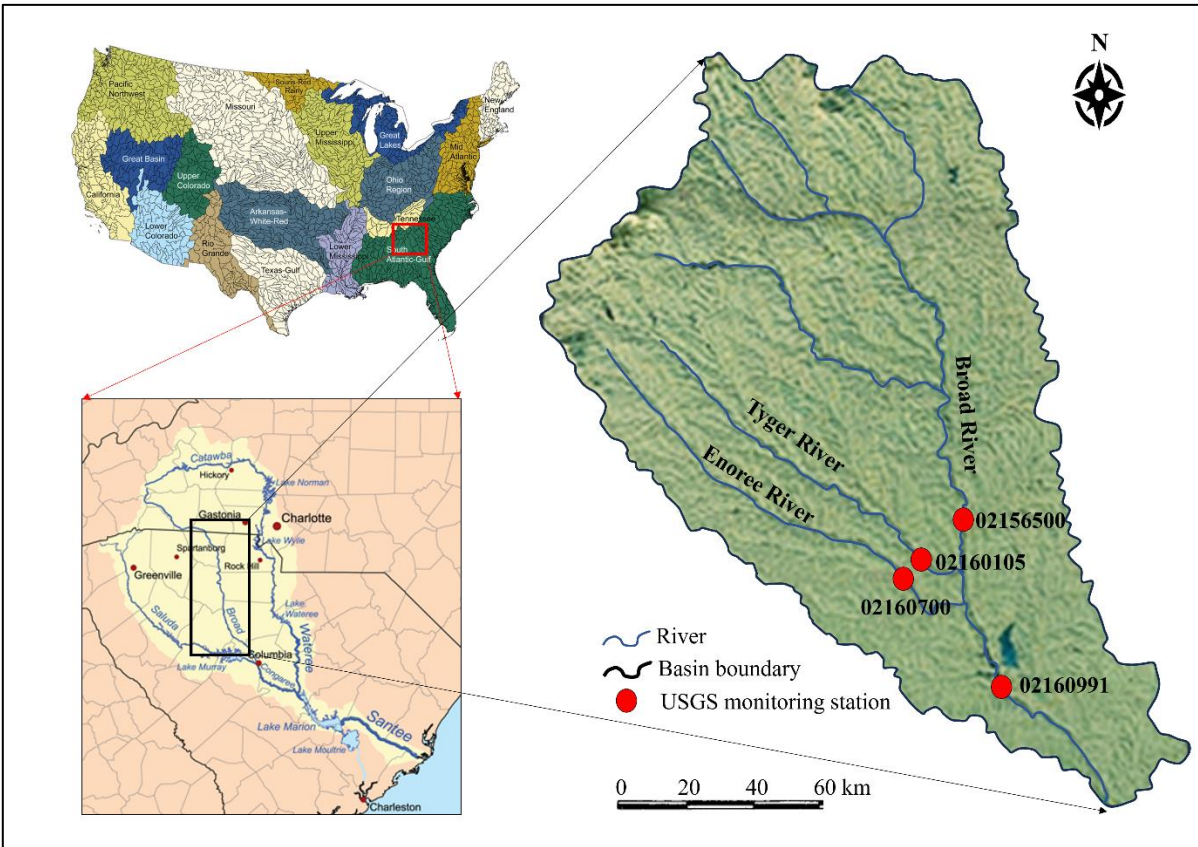 Pacific
Northwest
Missouri
Souris-Red
Rainy
Upper
Mississippi
Great
Lakes
New
England
Mid
Atlantic
Great Basin
Upper
Colorado
California
Ohio
Region
Lower
Colorado
Arkansas-
White-Red
Tennessee
Rio
Grande
Texas-Gulf
Lower
Mississippi
South
Atlantic-Gulf
Catawba
Hickory
Lake Norman
Gastonia
Charlotte
Lake Wylie
Spartanburg
Rock Hill
Greenville
Saluda
Broad
Lake
Wateree
Wateree
Columbia
Lake Murray
Congaree
Lake Marion
Santee
Lake Moultrie
Charleston
N
Broad River
Tyger River
Enoree River
02156500
02160105
02160700
02160991
River
Basin boundary
USGS monitoring station
0 20 40 60 km